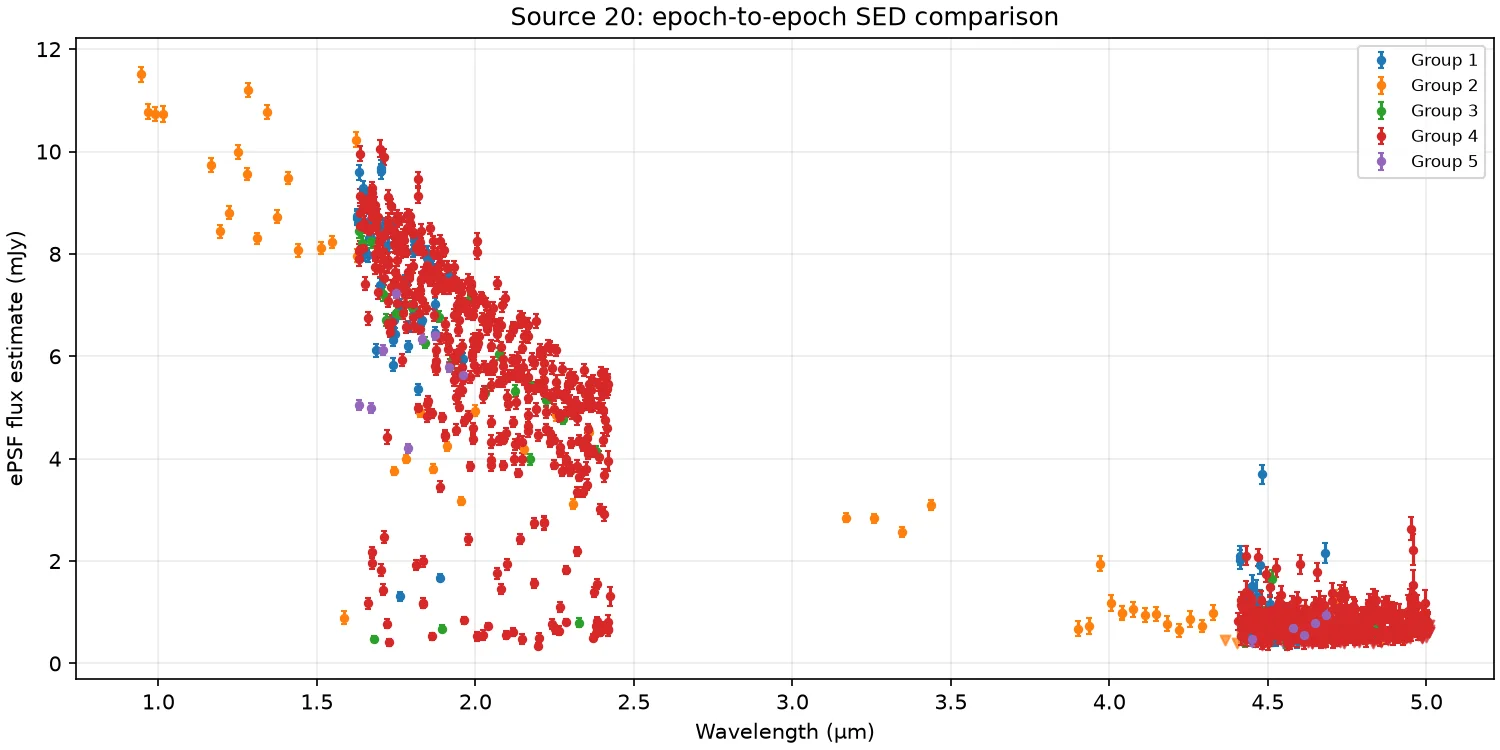 Source 20: epoch-to-epoch SED comparison
ePSF flux estimate (mJy)
12
10
8
6
4
2
0
Group 1
Group 2
Group 3
Group 4
Group 5
1.0 1.5 2.0 2.5 3.0 3.5 4.0 4.5 5.0
Wavelength (μm)